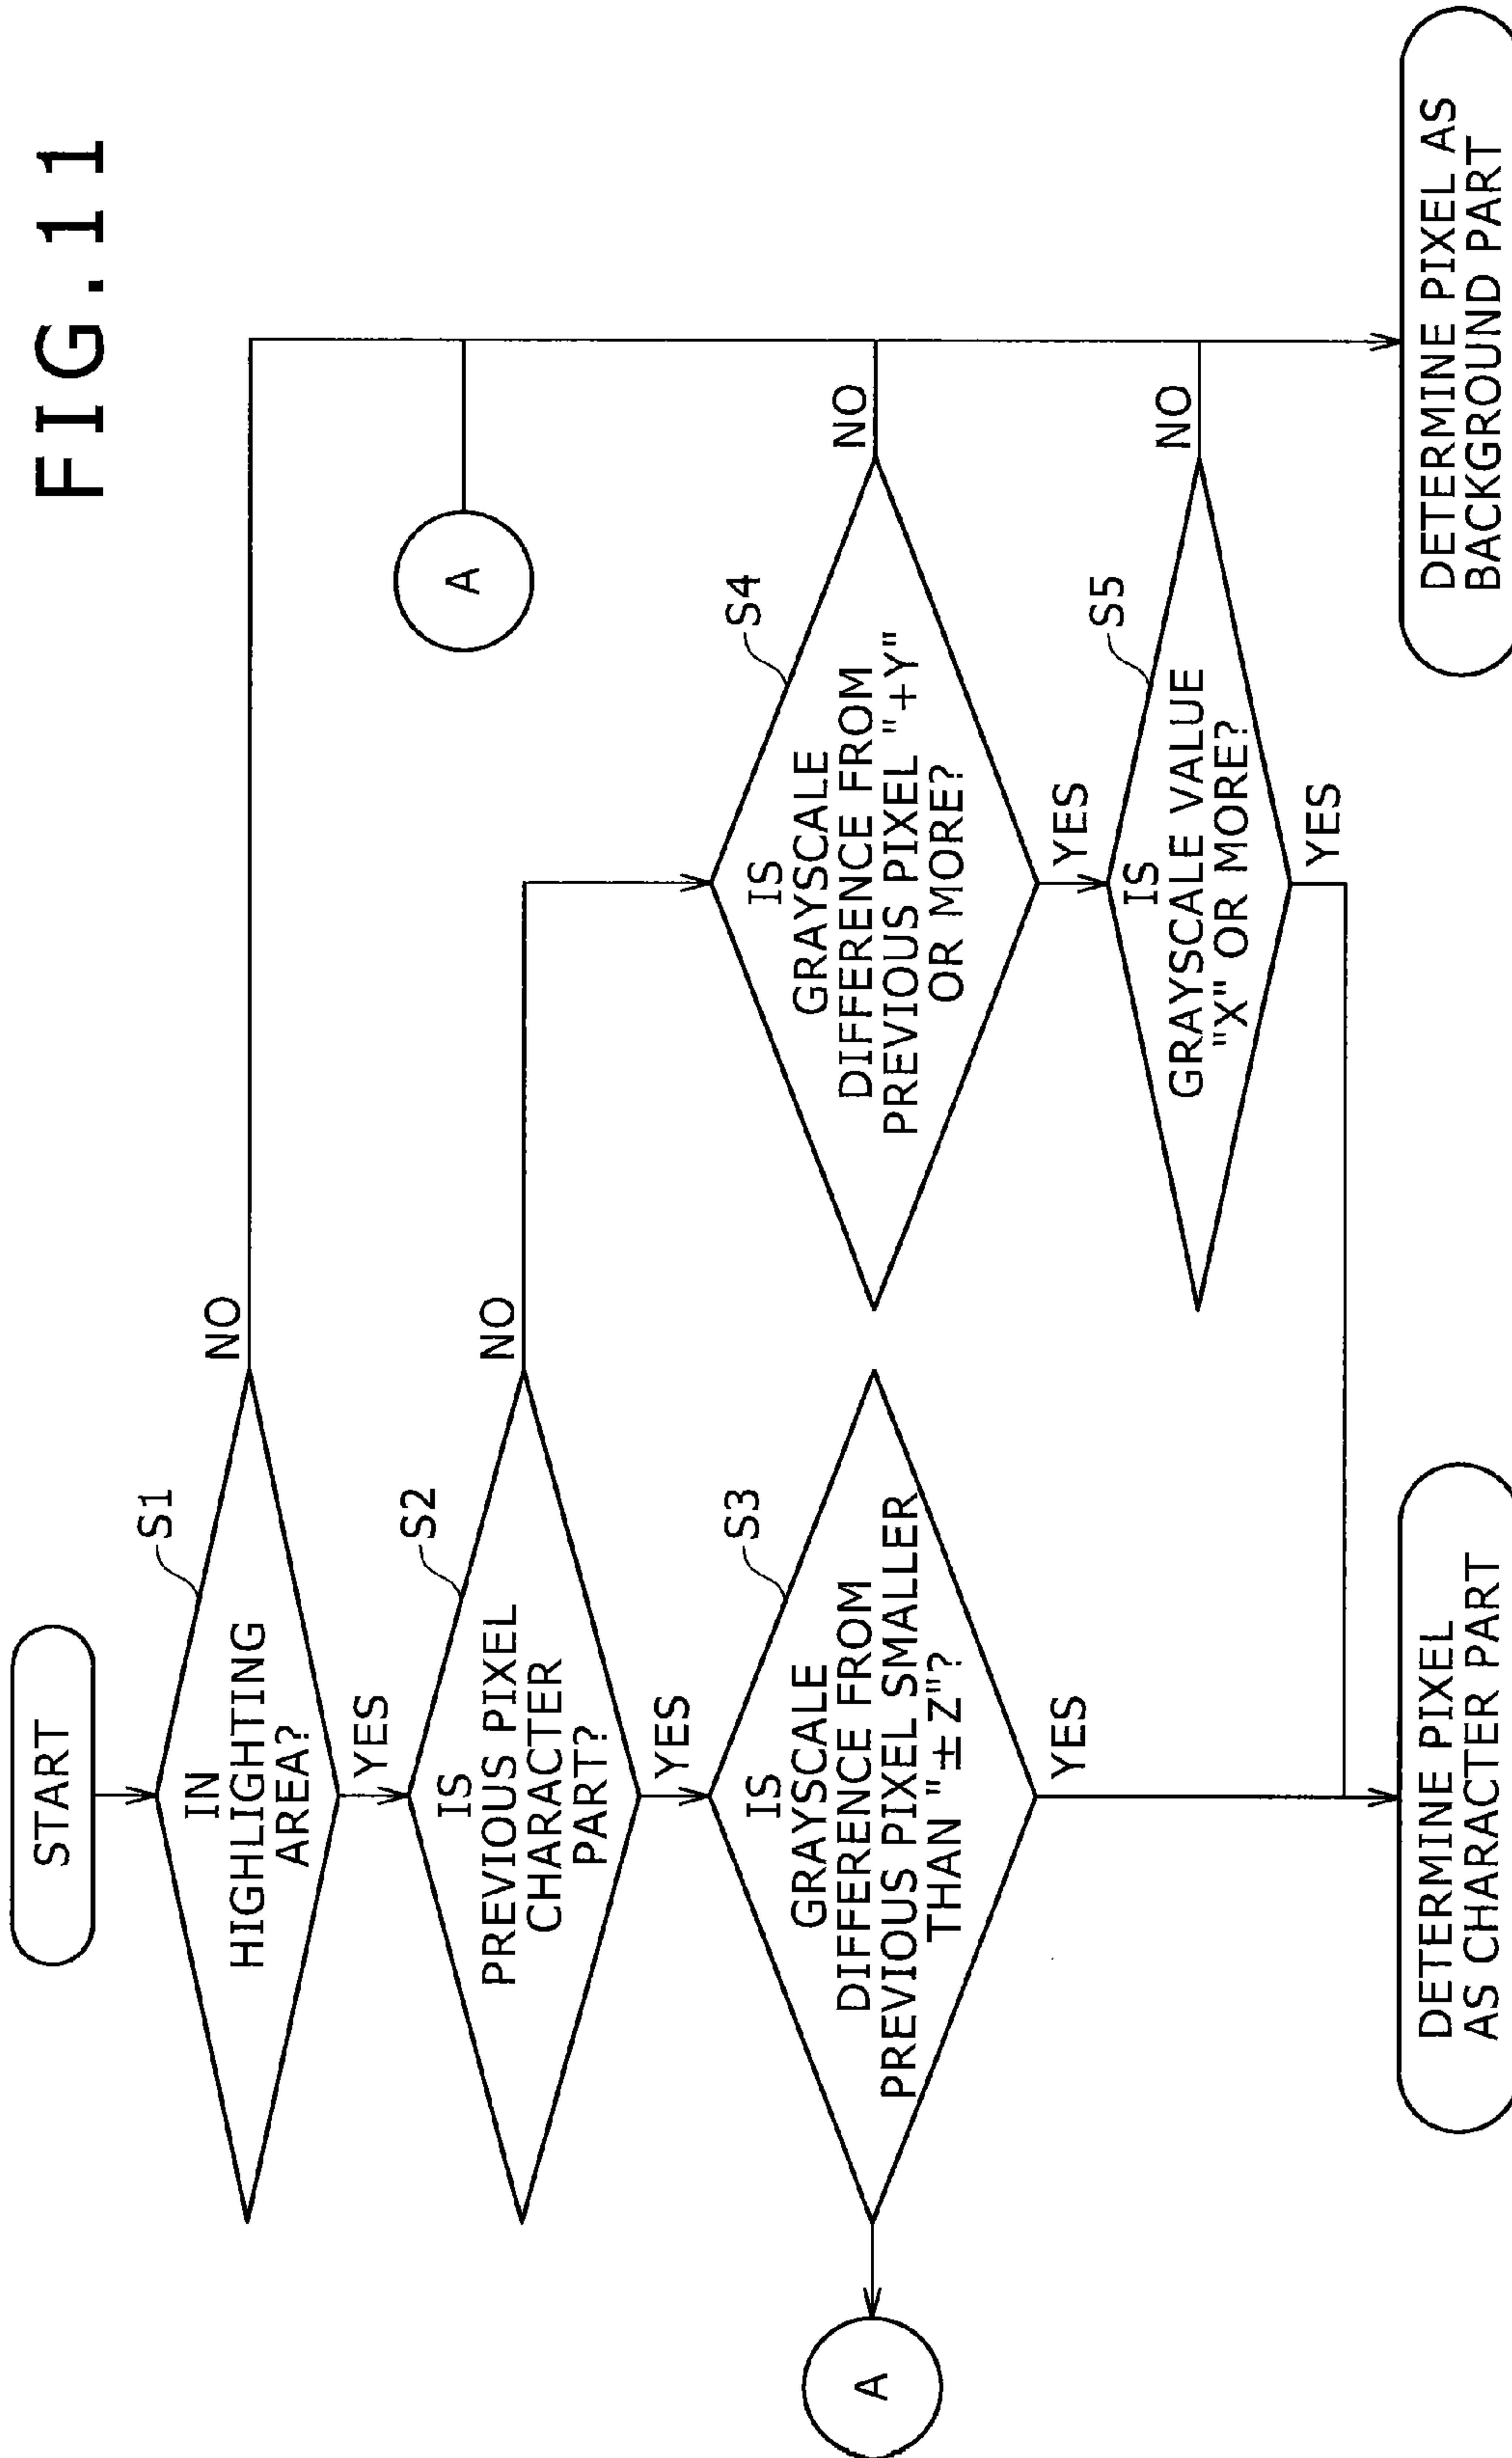 FIG.11
START
S1
IN
HIGHLIGHTING
AREA?
NO
YES
S2
IS
PREVIOUS PIXEL
CHARACTER
PART?
NO
YES
A
S3
IS
GRAYSCALE
DIFFERENCE FROM
PREVIOUS PIXEL SMALLER
THAN "±Z"?
YES
A
S4
IS
GRAYSCALE
DIFFERENCE FROM
PREVIOUS PIXEL "+Y"
OR MORE?
NO
YES
S5
IS
GRAYSCALE VALUE
"X" OR MORE?
NO
YES
DETERMINE PIXEL
AS CHARACTER PART
DETERMINE PIXEL AS
BACKGROUND PART